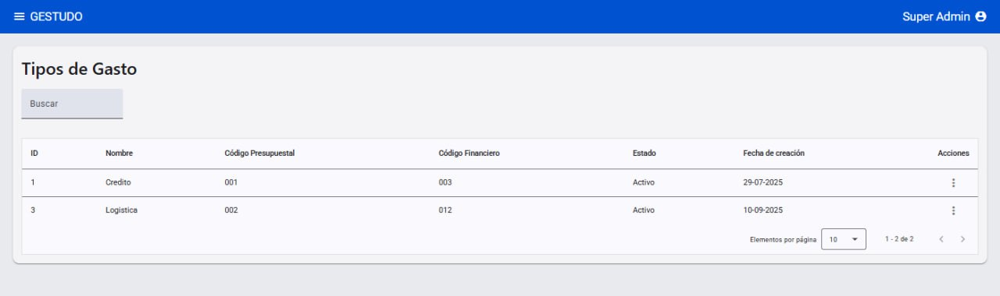 GESTUDO Super Admin
Tipos de Gasto
Buscar
ID Nombre Código Presupuestal Código Financiero Estado Fecha de creación Acciones
1 Credito 001 003 Activo 29-07-2025
3 Logistica 002 012 Activo 10-09-2025
Elementos por página 10 1 - 2 de 2